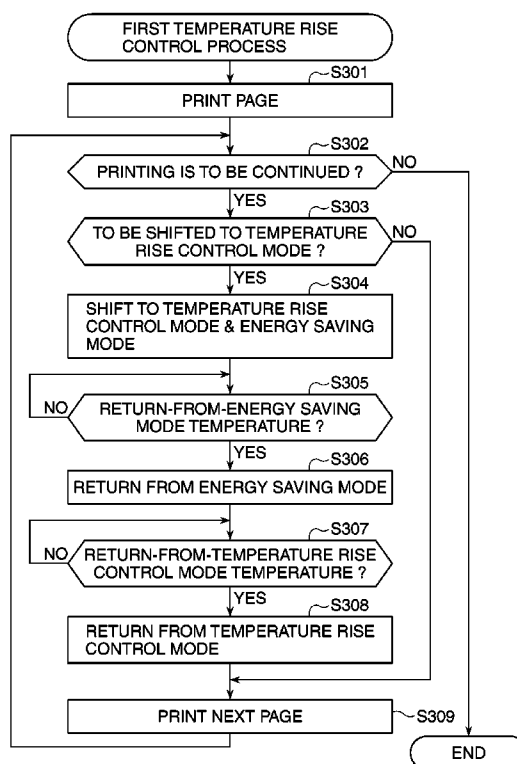 FIRST TEMPERATURE RISE
CONTROL PROCESS
S301
PRINT PAGE
S302
PRINTING IS TO BE CONTINUED ?
NO
YES
S303
TO BE SHIFTED TO TEMPERATURE
RISE CONTROL MODE ?
NO
YES
S304
SHIFT TO TEMPERATURE RISE
CONTROL MODE & ENERGY SAVING
MODE
S305
NO
RETURN-FROM-ENERGY SAVING
MODE TEMPERATURE ?
YES
S306
RETURN FROM ENERGY SAVING MODE
S307
NO
RETURN-FROM-TEMPERATURE RISE
CONTROL MODE TEMPERATURE ?
YES
S308
RETURN FROM TEMPERATURE RISE
CONTROL MODE
PRINT NEXT PAGE
S309
END